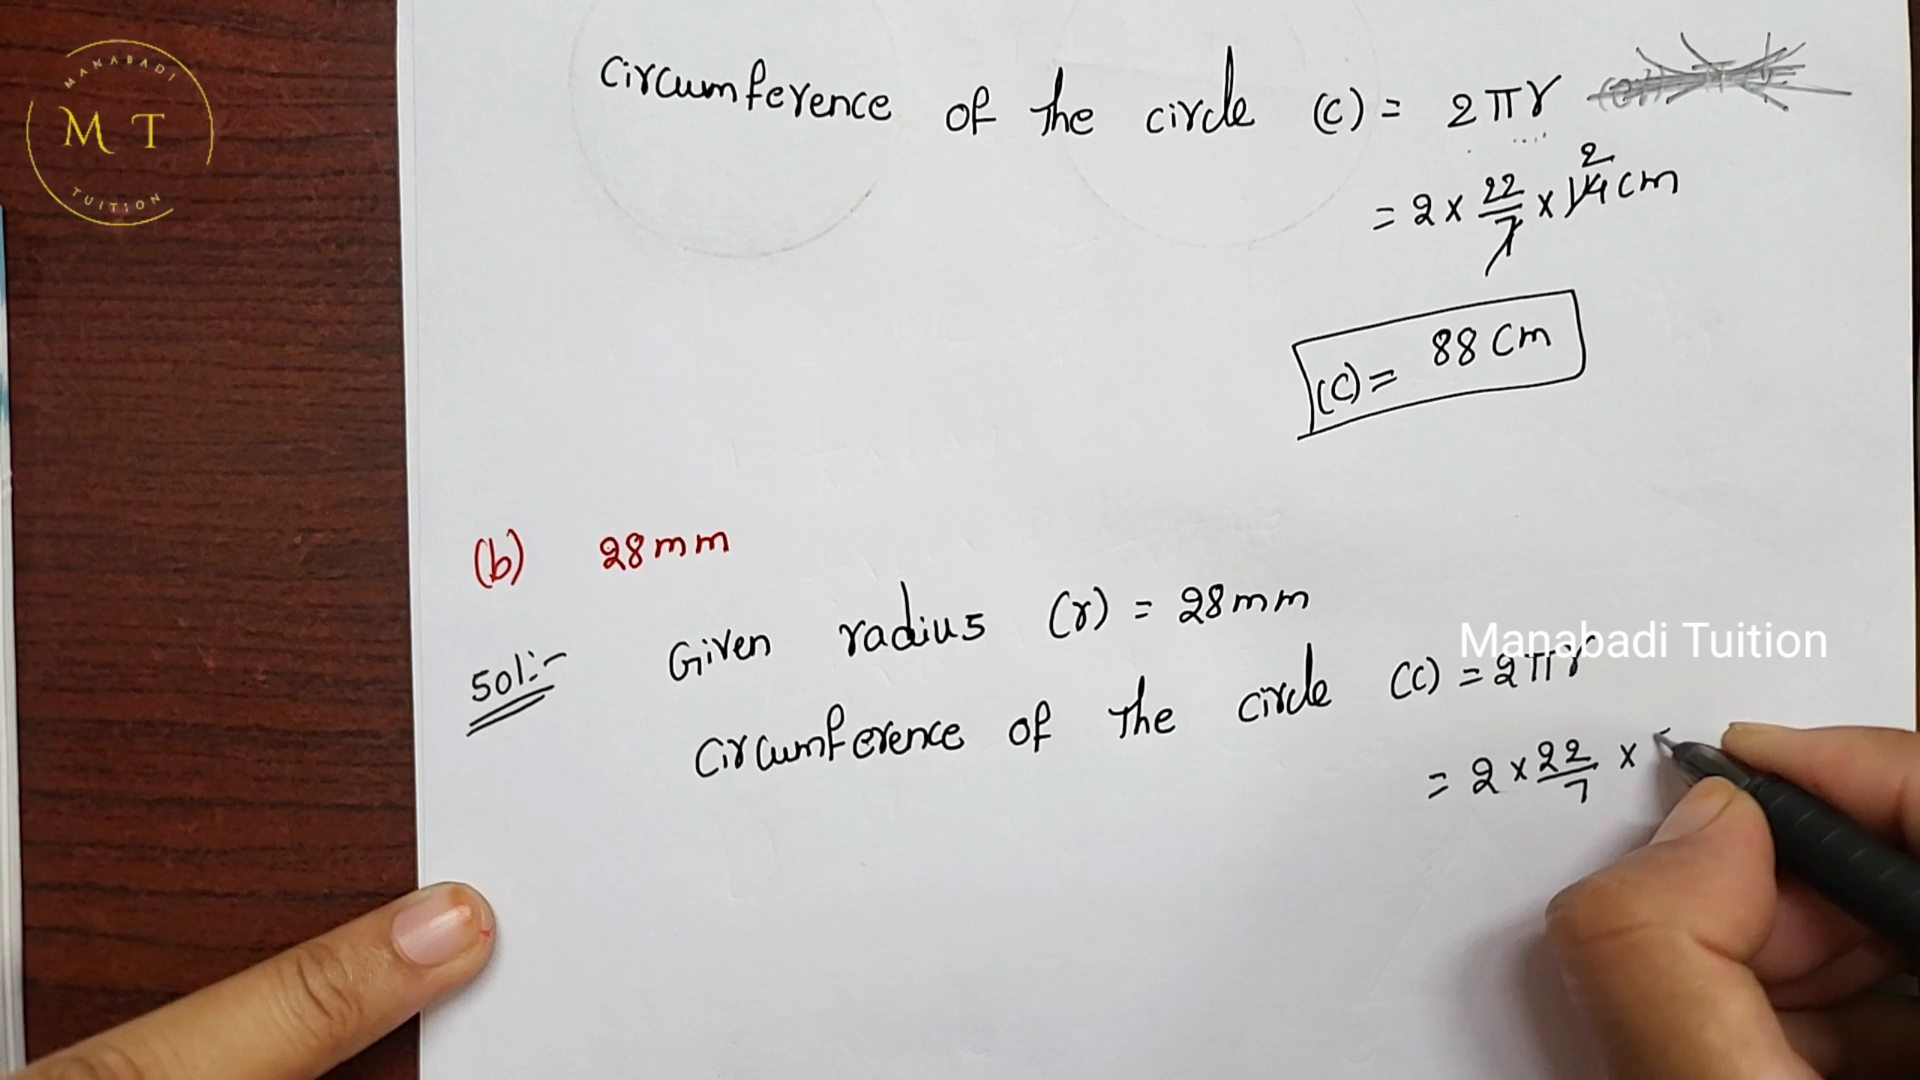 MANABADI
MT
TUITION
Circumference of the circle (C) = 2πr
= 2 × 22/7 × 14 cm
2
(C) = 88 cm
(b) 28mm
Given radius (r) = 28mm
Manabadi Tuition
Sol:-
Circumference of the circle (C) = 2πr
= 2 × 22/7 ×